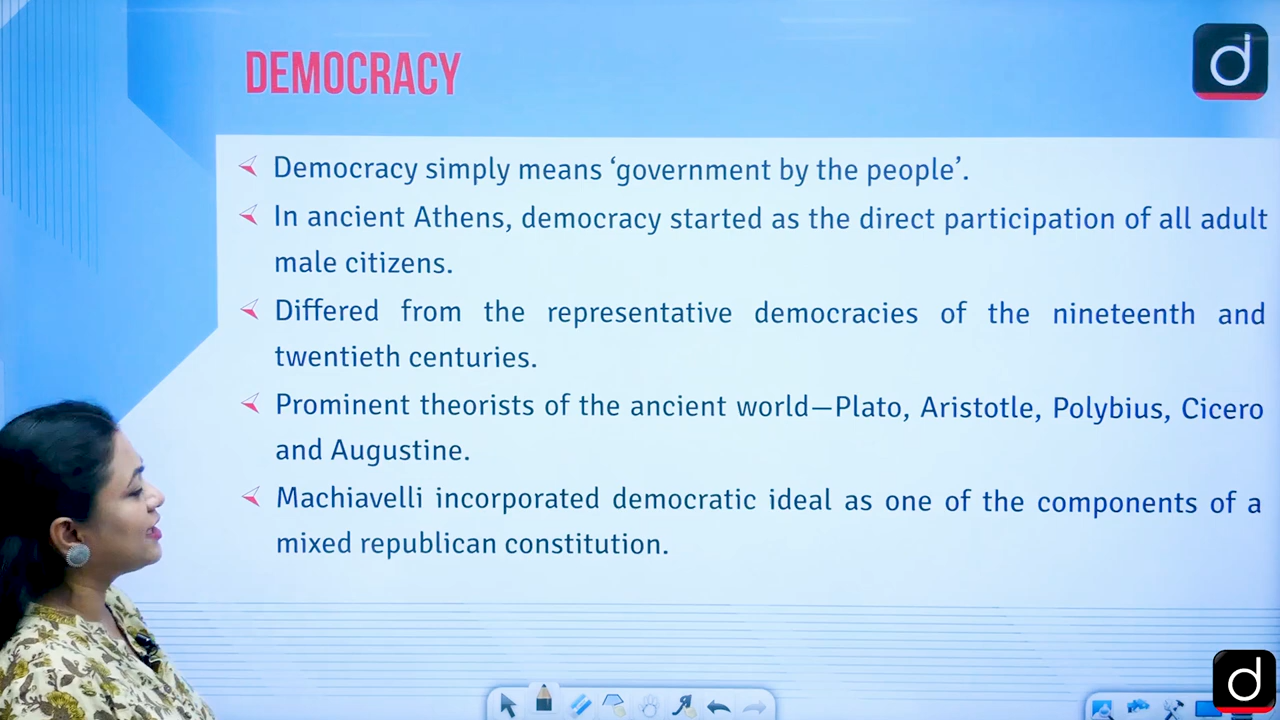 DEMOCRACY
d
Democracy simply means ‘government by the people’.
In ancient Athens, democracy started as the direct participation of all adult
male citizens.
Differed from the representative democracies of the nineteenth and
twentieth centuries.
Prominent theorists of the ancient world—Plato, Aristotle, Polybius, Cicero
and Augustine.
Machiavelli incorporated democratic ideal as one of the components of a
mixed republican constitution.
d